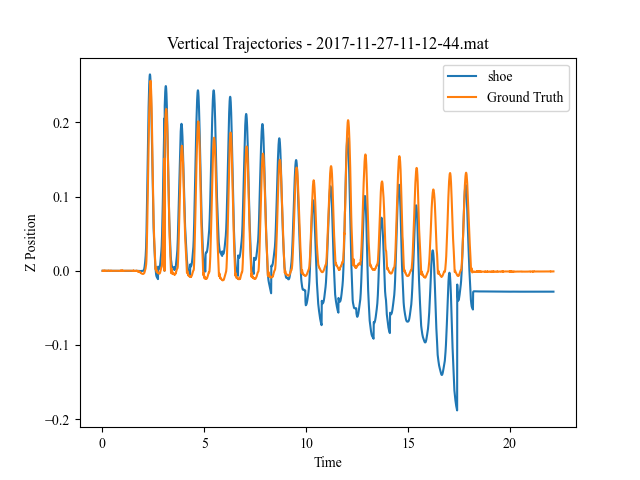 Vertical Trajectories - 2017-11-27-11-12-44.mat
shoe
Ground Truth
Z Position
0.2
0.1
0.0
−0.1
−0.2
0
5
10
15
20
Time